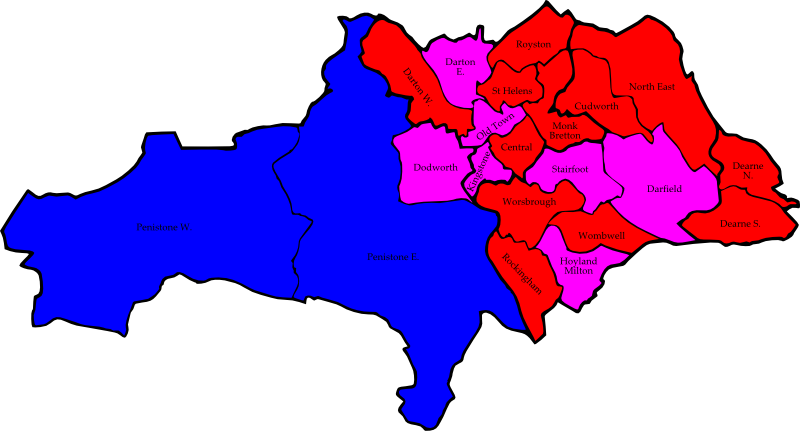 Royston
Darton
E.
Darton W.
St Helens
North East
Cudworth
Old Town
Monk
Bretton
Central
Kingstone
Dodworth
Stairfoot
Dearne
N.
Darfield
Worsbrough
Dearne S.
Penistone W.
Penistone E.
Wombwell
Rockingham
Hoyland
Milton